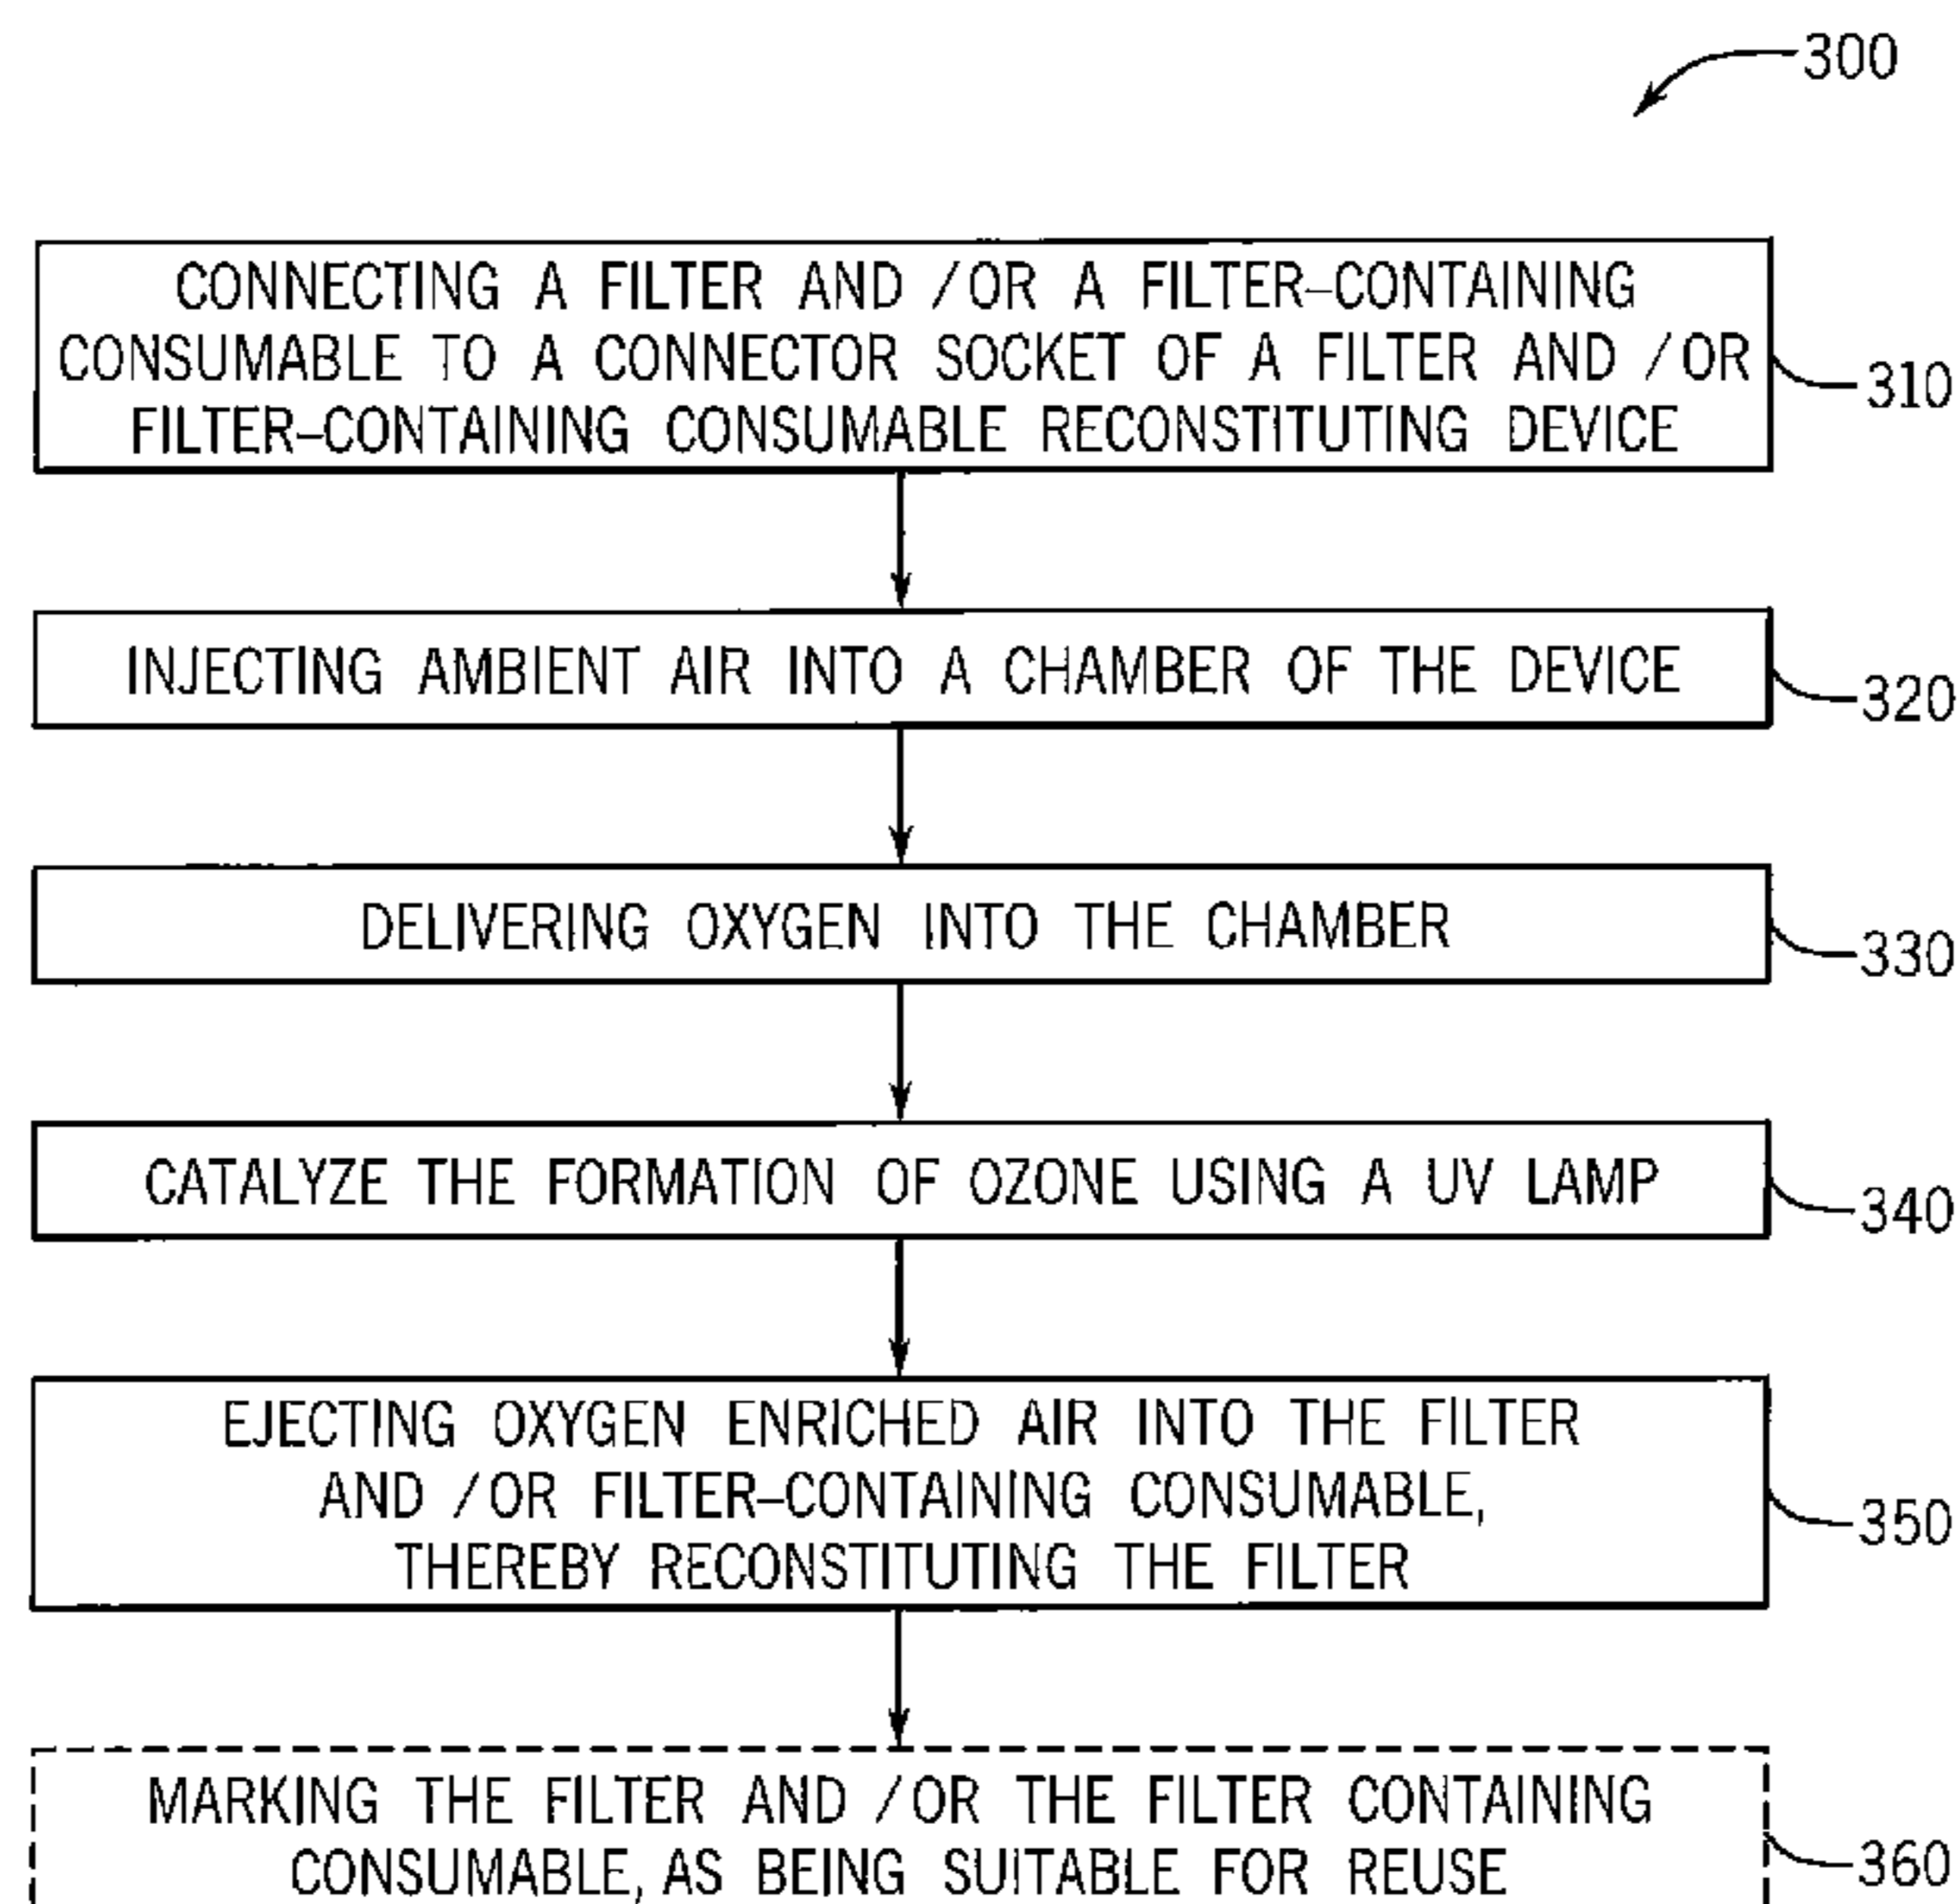 300
CONNECTING A FILTER AND /OR A FILTER-CONTAINING
CONSUMABLE TO A CONNECTOR SOCKET OF A FILTER AND /OR
FILTER-CONTAINING CONSUMABLE RECONSTITUTING DEVICE
310
INJECTING AMBIENT AIR INTO A CHAMBER OF THE DEVICE
320
DELIVERING OXYGEN INTO THE CHAMBER
330
CATALYZE THE FORMATION OF OZONE USING A UV LAMP
340
EJECTING OXYGEN ENRICHED AIR INTO THE FILTER
AND /OR FILTER-CONTAINING CONSUMABLE,
THEREBY RECONSTITUTING THE FILTER
350
MARKING THE FILTER AND /OR THE FILTER CONTAINING
CONSUMABLE, AS BEING SUITABLE FOR REUSE
360